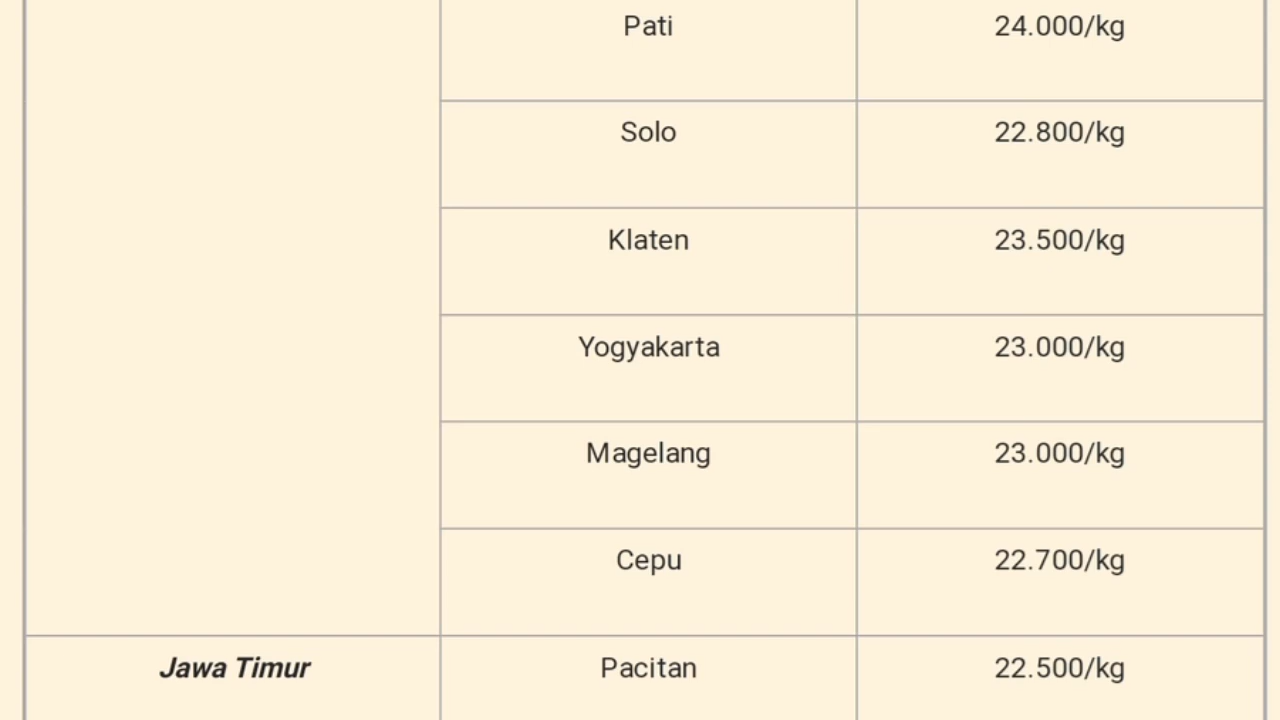 Pati 24.000/kg
Solo 22.800/kg
Klaten 23.500/kg
Yogyakarta 23.000/kg
Magelang 23.000/kg
Cepu 22.700/kg
Jawa Timur Pacitan 22.500/kg